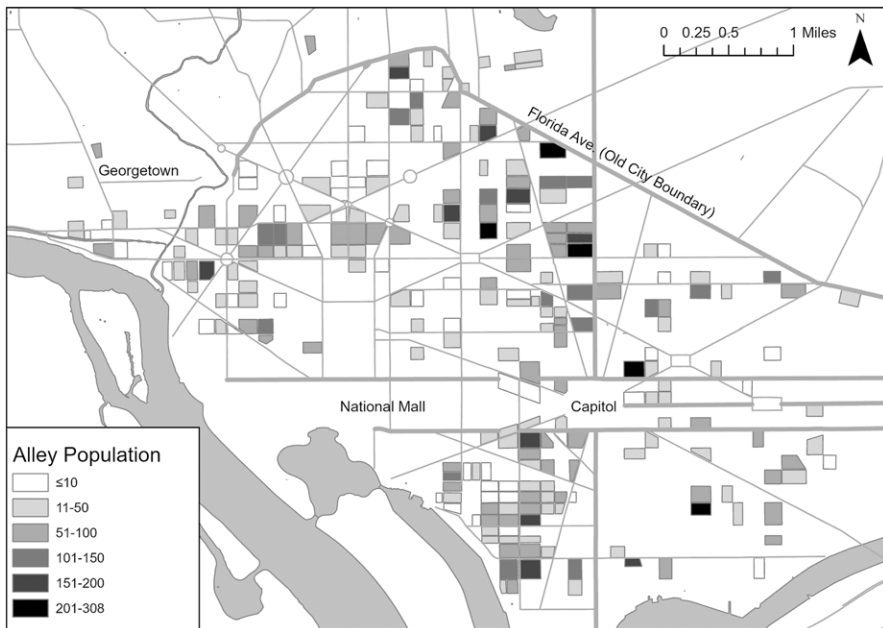 N
0 0.25 0.5 1 Miles
Georgetown
Florida Ave. (Old City Boundary)
National Mall
Capitol
Alley Population
≤10
11-50
51-100
101-150
151-200
201-308